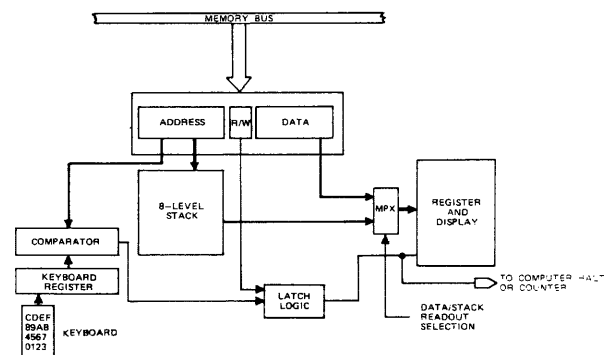 MEMORY BUS
ADDRESS
R/W
DATA
8-LEVEL
STACK
MPX
REGISTER
AND
DISPLAY
COMPARATOR
KEYBOARD
REGISTER
LATCH
LOGIC
TO COMPUTER HALT
OR COUNTER
DATA/STACK
READOUT
SELECTION
CDEF
89AB
4567
0123
KEYBOARD